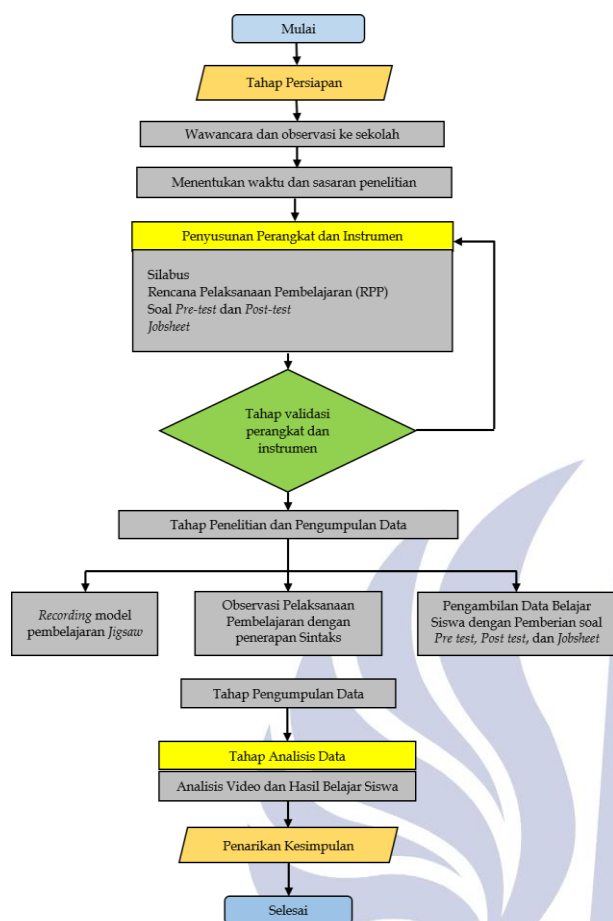 Mulai
Tahap Persiapan
Wawancara dan observasi ke sekolah
Menentukan waktu dan sasaran penelitian
Penyusunan Perangkat dan Instrumen
Silabus
Rencana Pelaksanaan Pembelajaran (RPP)
Soal Pre-test dan Post-test
Jobsheet
Tahap validasi
perangkat dan
instrumen
Tahap Penelitian dan Pengumpulan Data
Recording model
pembelajaran Jigsaw
Observasi Pelaksanaan
Pembelajaran dengan
penerapan Sintaks
Pengambilan Data Belajar
Siswa dengan Pemberian soal
Pre test, Post test, dan Jobsheet
Tahap Pengumpulan Data
Tahap Analisis Data
Analisis Video dan Hasil Belajar Siswa
Penarikan Kesimpulan
Selesai